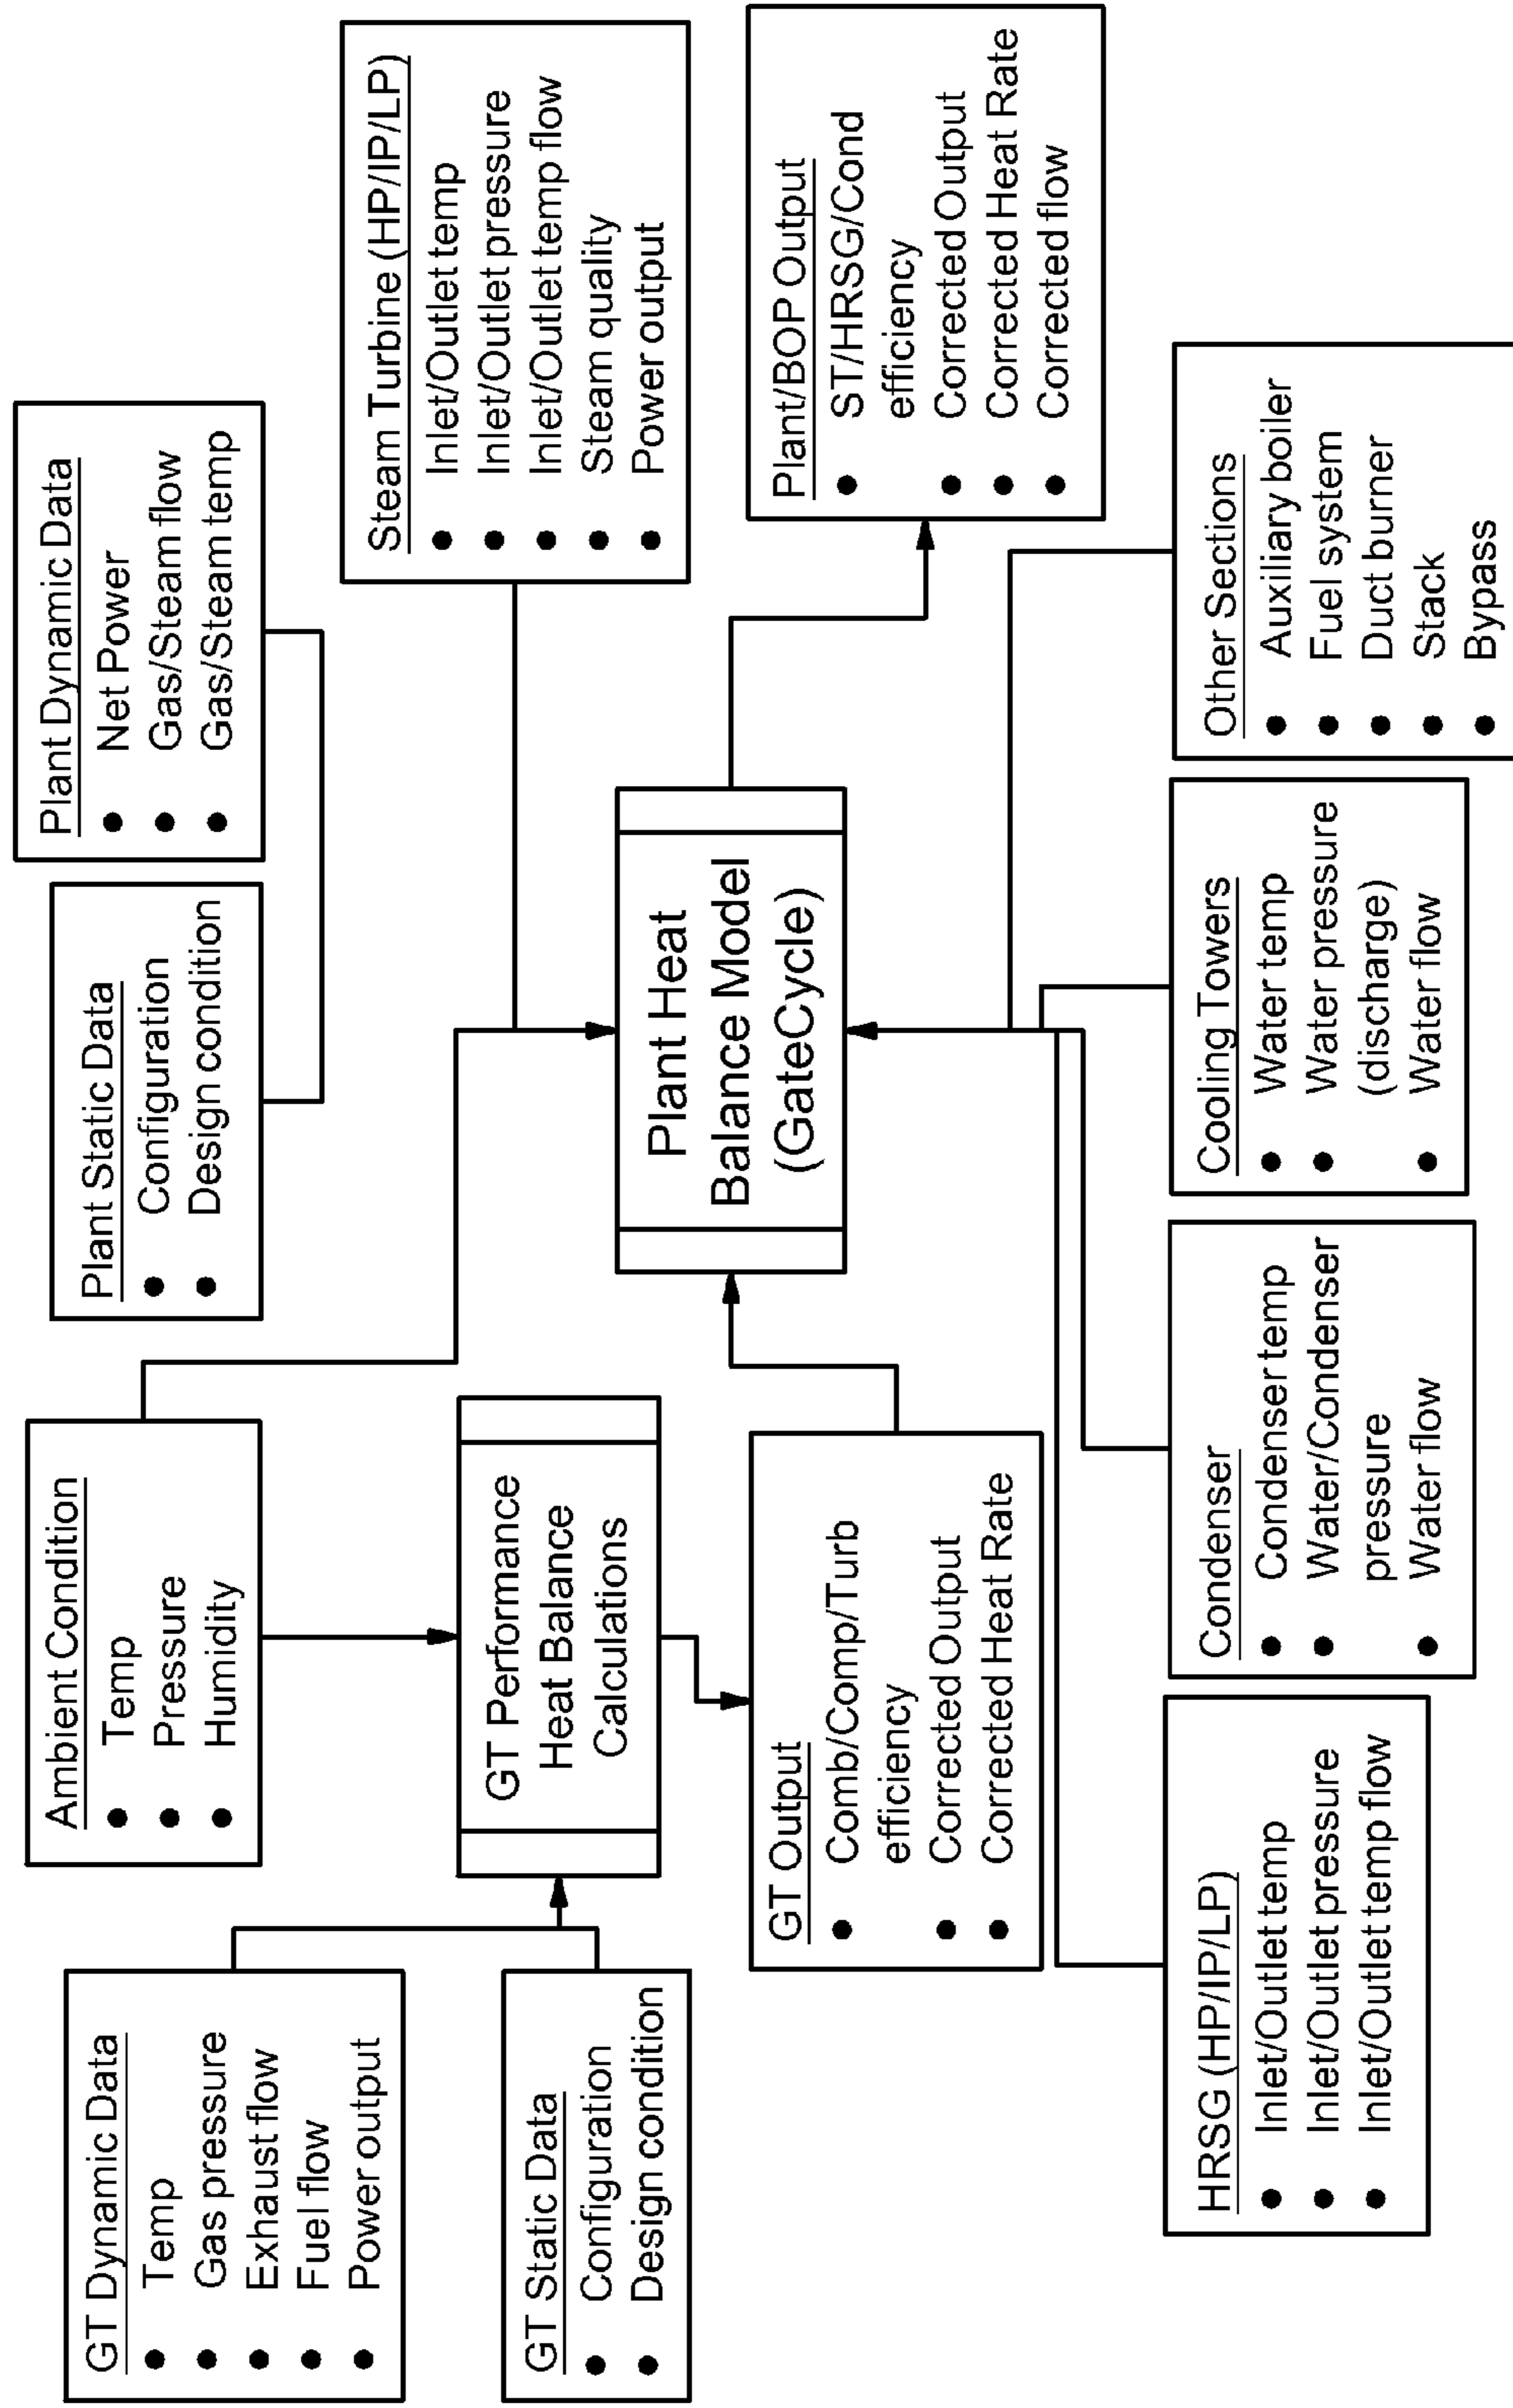 GT Dynamic Data
Temp
Gas pressure
Exhaust flow
Fuel flow
Power output
GT Static Data
Configuration
Design condition
Ambient Condition
Temp
Pressure
Humidity
GT Performance
Heat Balance
Calculations
GT Output
Comb/Comp/Turb
efficiency
Corrected Output
Corrected Heat Rate
Plant Static Data
Configuration
Design condition
Plant Dynamic Data
Net Power
Gas/Steam flow
Gas/Steam temp
Steam Turbine (HP/IP/LP)
Inlet/Outlet temp
Inlet/Outlet pressure
Inlet/Outlet temp flow
Steam quality
Power output
Plant Heat
Balance Model
(GateCycle)
Plant/BOP Output
ST/HRSG/Cond
efficiency
Corrected Output
Corrected Heat Rate
Corrected flow
HRSG (HP/IP/LP)
Inlet/Outlet temp
Inlet/Outlet pressure
Inlet/Outlet temp flow
Condenser
Condenser temp
Water/Condenser
pressure
Water flow
Cooling Towers
Water temp
Water pressure
(discharge)
Water flow
Other Sections
Auxiliary boiler
Fuel system
Duct burner
Stack
Bypass